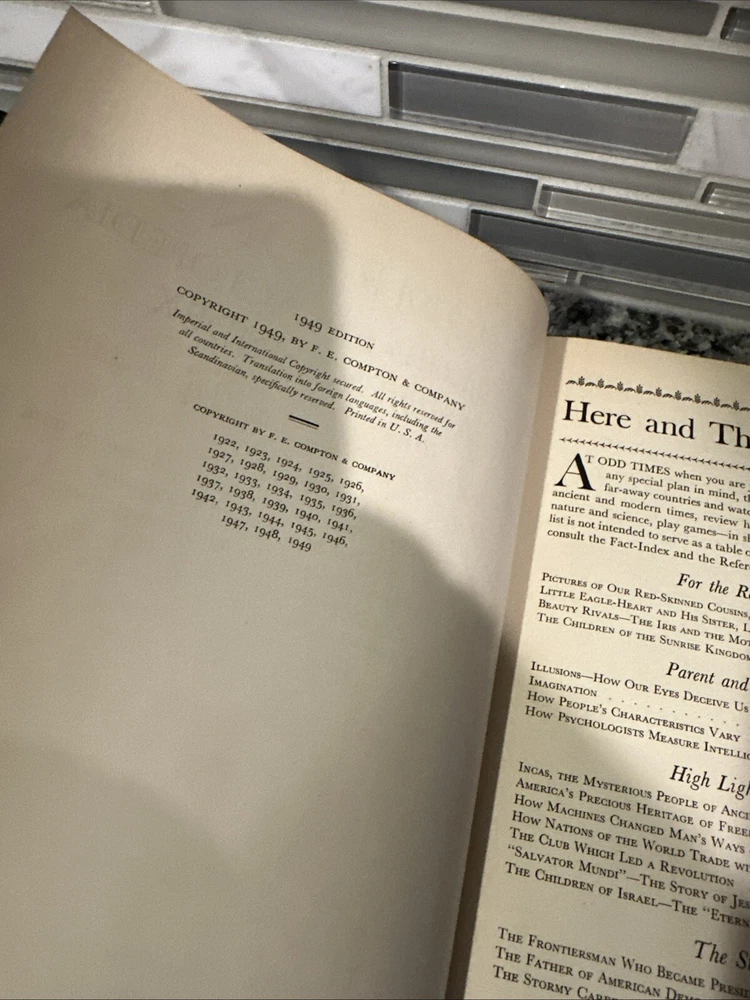 1949 EDITION
COPYRIGHT 1949, BY F. E. COMPTON & COMPANY
Imperial and International Copyright secured. All rights reserved for
all countries. Translation into foreign languages, including the
Scandinavian, specifically reserved. Printed in U. S. A.
COPYRIGHT BY F. E. COMPTON & COMPANY
1922, 1923, 1924, 1925, 1926,
1927, 1928, 1929, 1930, 1931,
1932, 1933, 1934, 1935, 1936,
1937, 1938, 1939, 1940, 1941,
1942, 1943, 1944, 1945, 1946,
1947, 1948, 1949
Here and Th
AT ODD TIMES when you are
any special plan in mind, th
far-away countries and watc
ancient and modern times, review h
nature and science, play games—in sh
list is not intended to serve as a table o
consult the Fact-Index and the Refer
For the R
PICTURES OF OUR RED-SKINNED COUSINS,
LITTLE EAGLE-HEART AND HIS SISTER, L
BEAUTY RIVALS—THE IRIS AND THE MOT
THE CHILDREN OF THE SUNRISE KINGDOM
Parent and
ILLUSIONS—HOW OUR EYES DECEIVE US
IMAGINATION . . . . . . . .
HOW PEOPLE'S CHARACTERISTICS VARY
HOW PSYCHOLOGISTS MEASURE INTELLIG
High Ligh
INCAS, THE MYSTERIOUS PEOPLE OF ANCI
AMERICA'S PRECIOUS HERITAGE OF FREE
HOW MACHINES CHANGED MAN'S WAYS
HOW NATIONS OF THE WORLD TRADE WI
THE CLUB WHICH LED A REVOLUTION
"SALVATOR MUNDI"—THE STORY OF JES
THE CHILDREN OF ISRAEL—THE "ETERN
The S
THE FRONTIERSMAN WHO BECAME PRESI
THE FATHER OF AMERICAN DEM
THE STORMY CARE